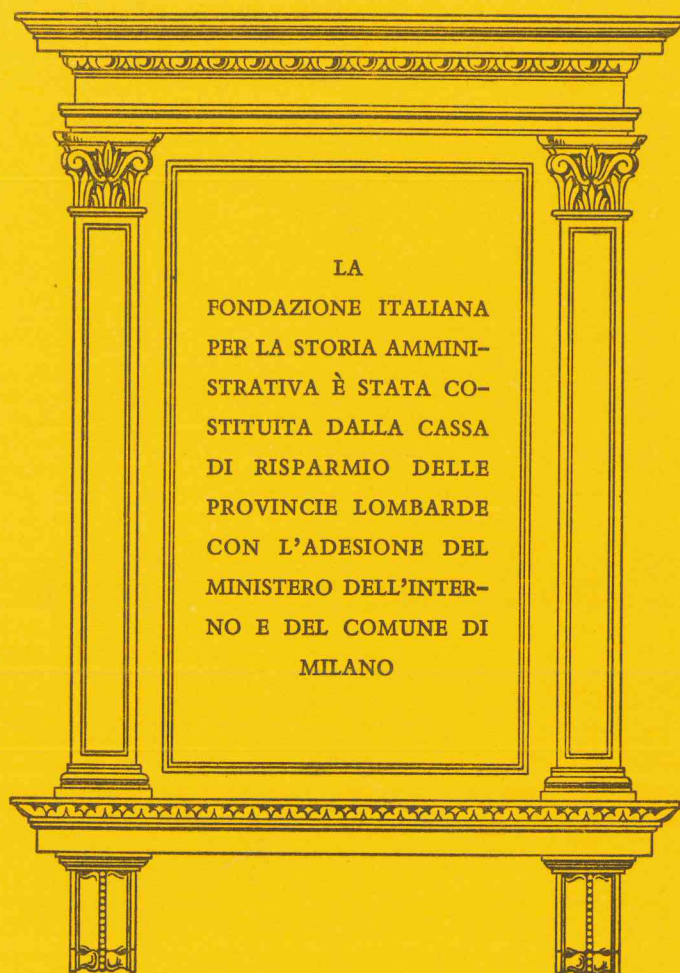 LA
FONDAZIONE ITALIANA
PER LA STORIA AMMINI–
STRATIVA È STATA CO–
STITUITA DALLA CASSA
DI RISPARMIO DELLE
PROVINCIE LOMBARDE
CON L'ADESIONE DEL
MINISTERO DELL'INTER–
NO E DEL COMUNE DI
MILANO